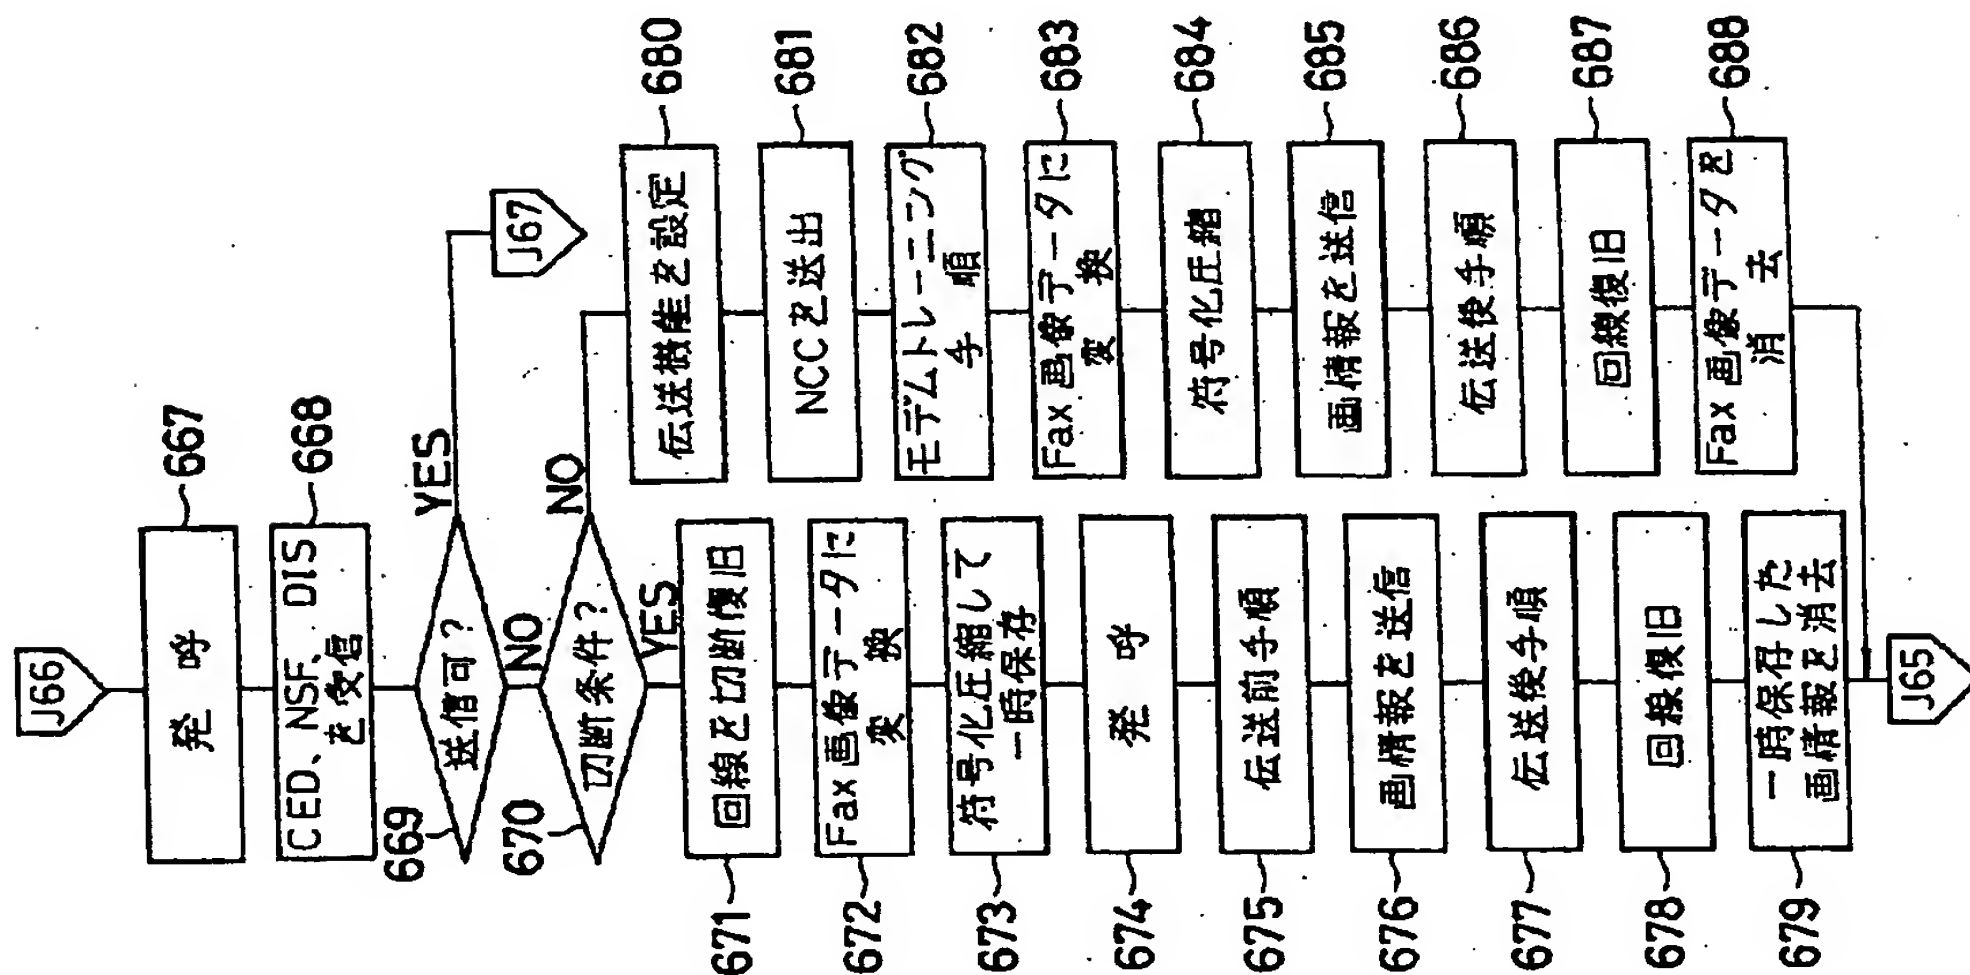 J66
発呼
667
CED、NSF、DIS
を受信
668
送信可?
669
YES
J67
NO
切断条件?
670
NO
YES
回線を切断復旧
671
Fax画像データに
変換
672
符号化圧縮して
一時保存
673
発呼
674
伝送前手順
675
画情報を送信
676
伝送後手順
677
回線復旧
678
一時保存した
画情報を消去
679
伝送機能を設定
680
NCCを送出
681
モデムトレーニング
手順
682
Fax画像データに
変換
683
符号化圧縮
684
画情報を送信
685
伝送後手順
686
回線復旧
687
Fax画像データを
消去
688
J65